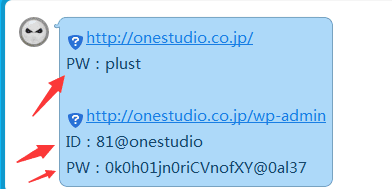 http://onestudio.co.jp/
PW：plust
http://onestudio.co.jp/wp-admin
ID：81@onestudio
PW：0k0h01jn0riCVnofXY@0al37